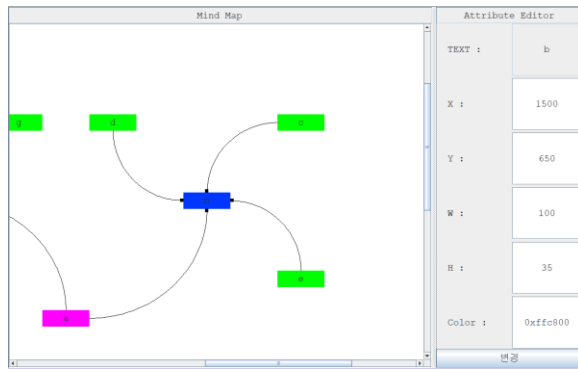 Mind Map
Attribute Editor
TEXT :
b
X :
1500
Y :
650
W :
100
H :
35
Color :
0xffc800
변경
g
d
c
e
a